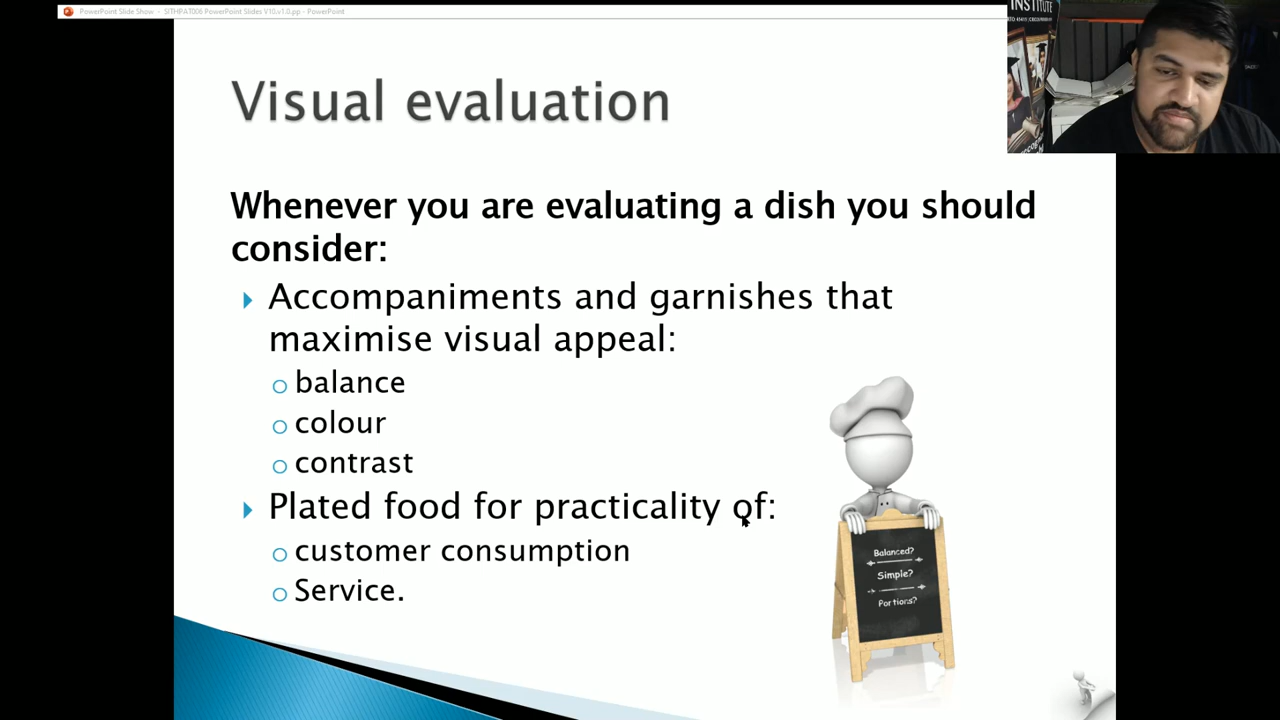 PowerPoint Slide Show - SITHPAT006 PowerPoint Slides V10.v1.0.pp - PowerPoint
INSTITUTE
Visual evaluation
Whenever you are evaluating a dish you should
consider:
Accompaniments and garnishes that
maximise visual appeal:
balance
colour
contrast
Plated food for practicality of:
customer consumption
Service.
Balanced?
Simple?
Portions?